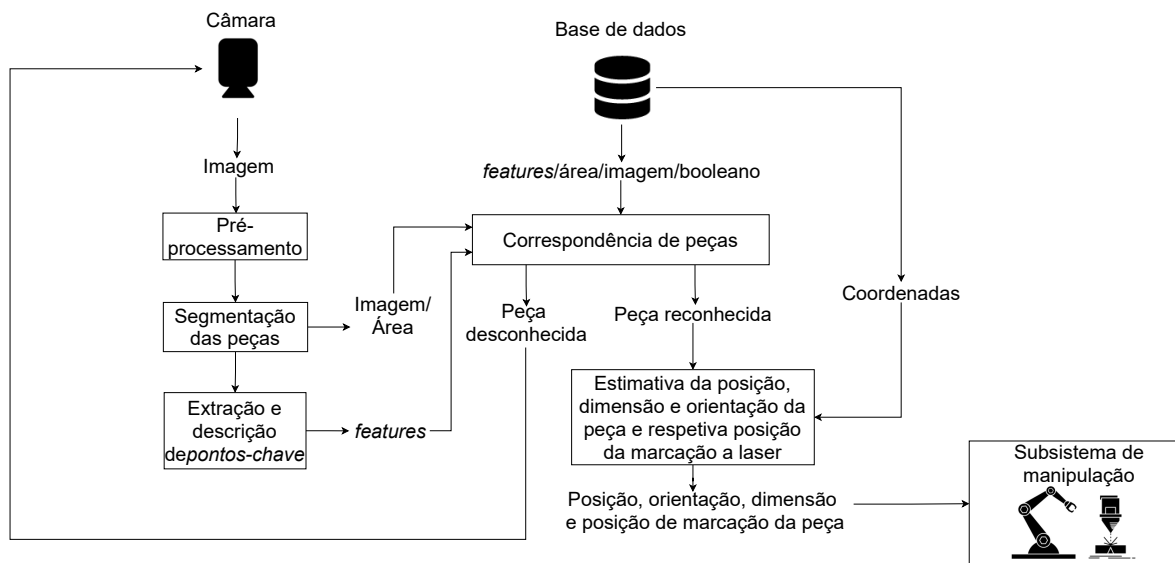 Câmara
Base de dados
Imagem
features/área/imagem/booleano
Pré-
processamento
Correspondência de peças
Segmentação
das peças
Imagem/
Área
Peça
desconhecida
Peça reconhecida
Coordenadas
Extração e
descrição
depontos-chave
features
Estimativa da posição,
dimensão e orientação da
peça e respetiva posição
da marcação a laser
Posição, orientação, dimensão
e posição de marcação da peça
Subsistema de
manipulação